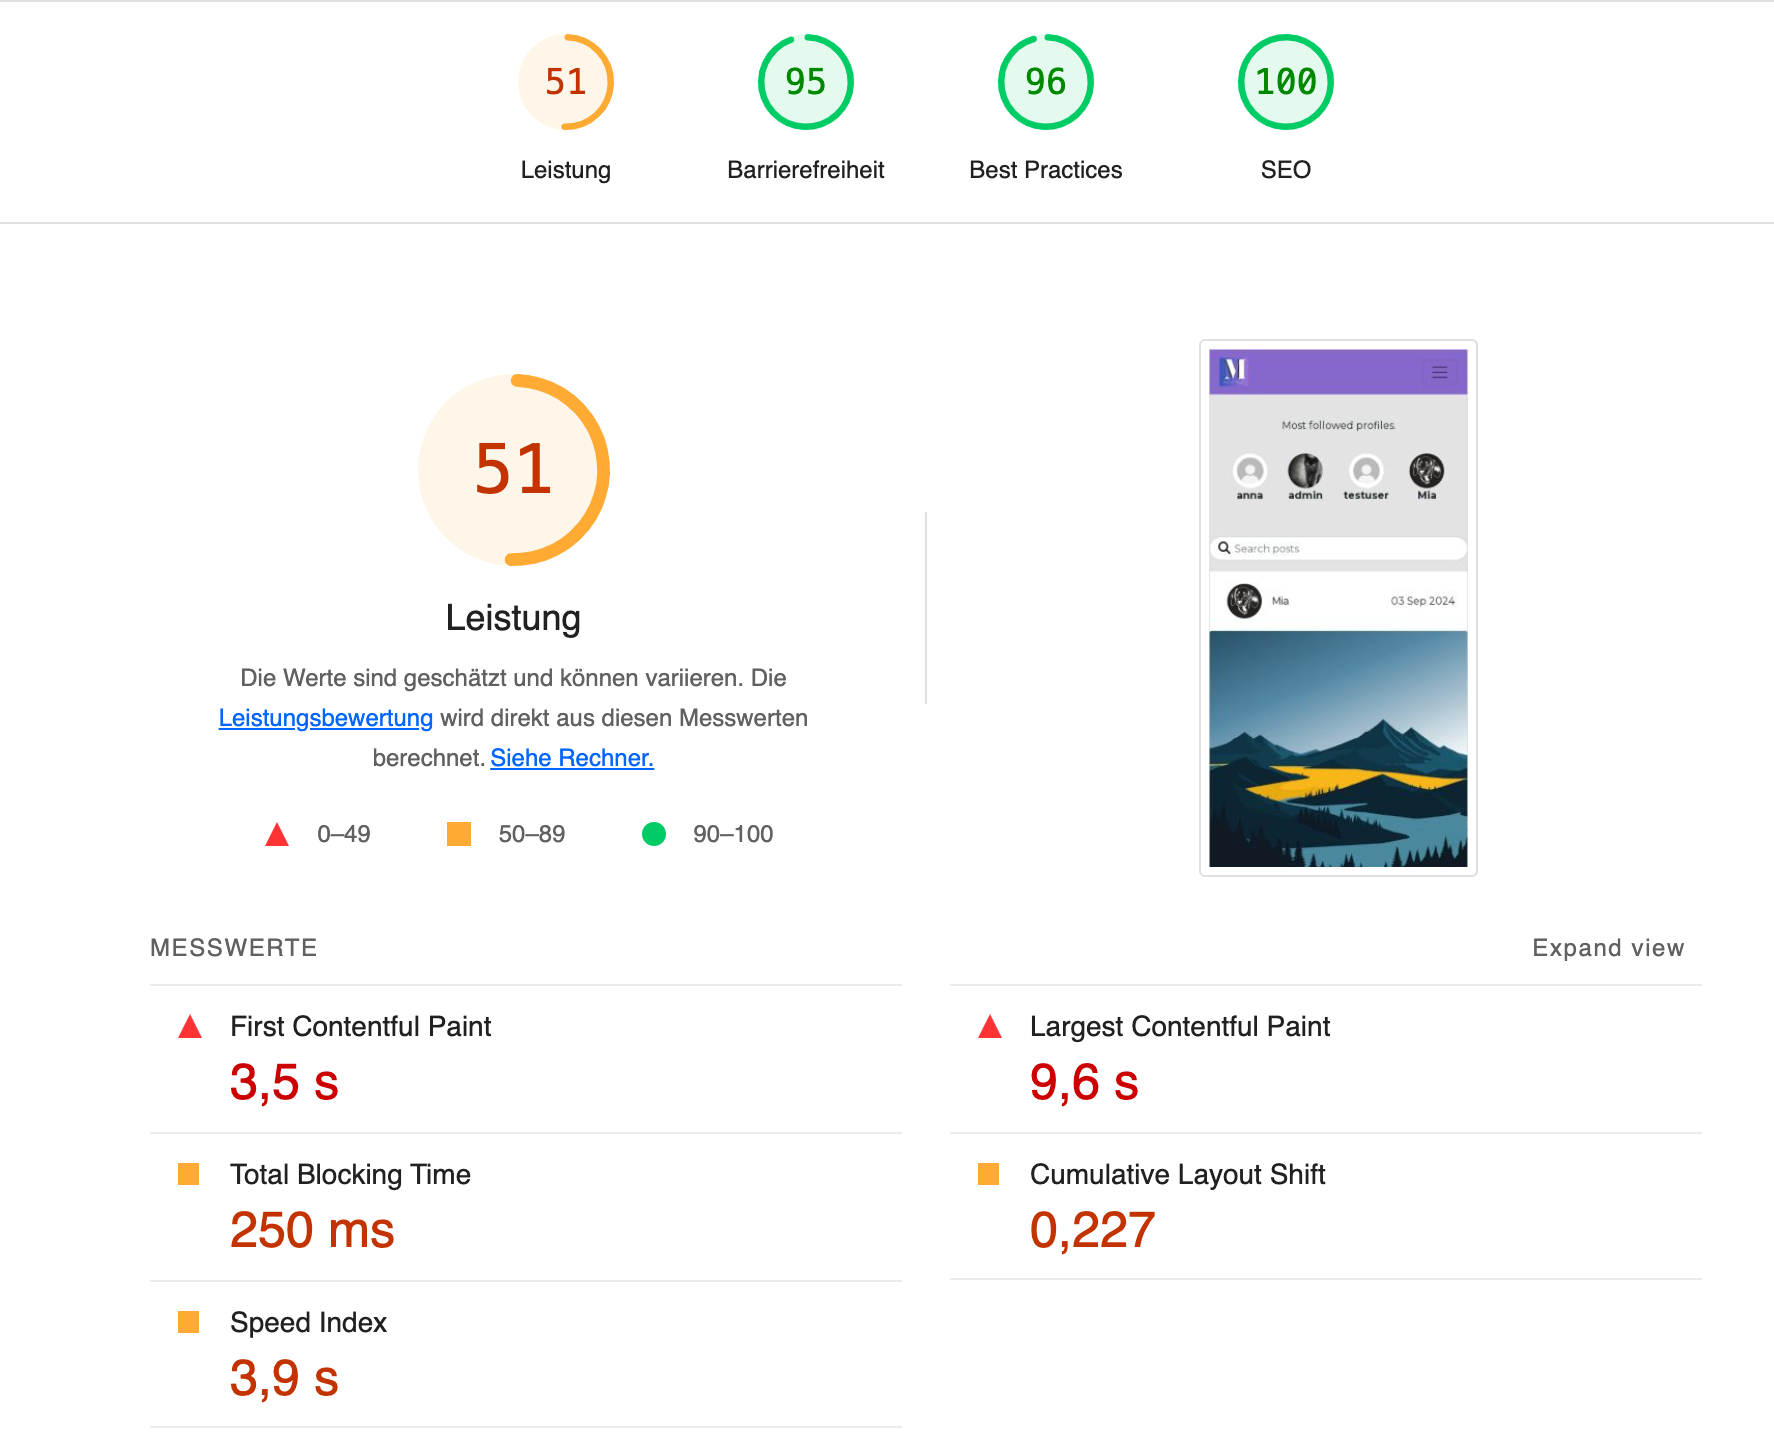 51
95
96
100
Leistung
Barrierefreiheit
Best Practices
SEO
51
Leistung
Die Werte sind geschätzt und können variieren. Die
Leistungsbewertung wird direkt aus diesen Messwerten
berechnet. Siehe Rechner.
0–49
50–89
90–100
M
Most followed profiles.
anna
admin
testuser
Mia
Search posts
Mia
03 Sep 2024
MESSWERTE
Expand view
First Contentful Paint
3,5 s
Largest Contentful Paint
9,6 s
Total Blocking Time
250 ms
Cumulative Layout Shift
0,227
Speed Index
3,9 s